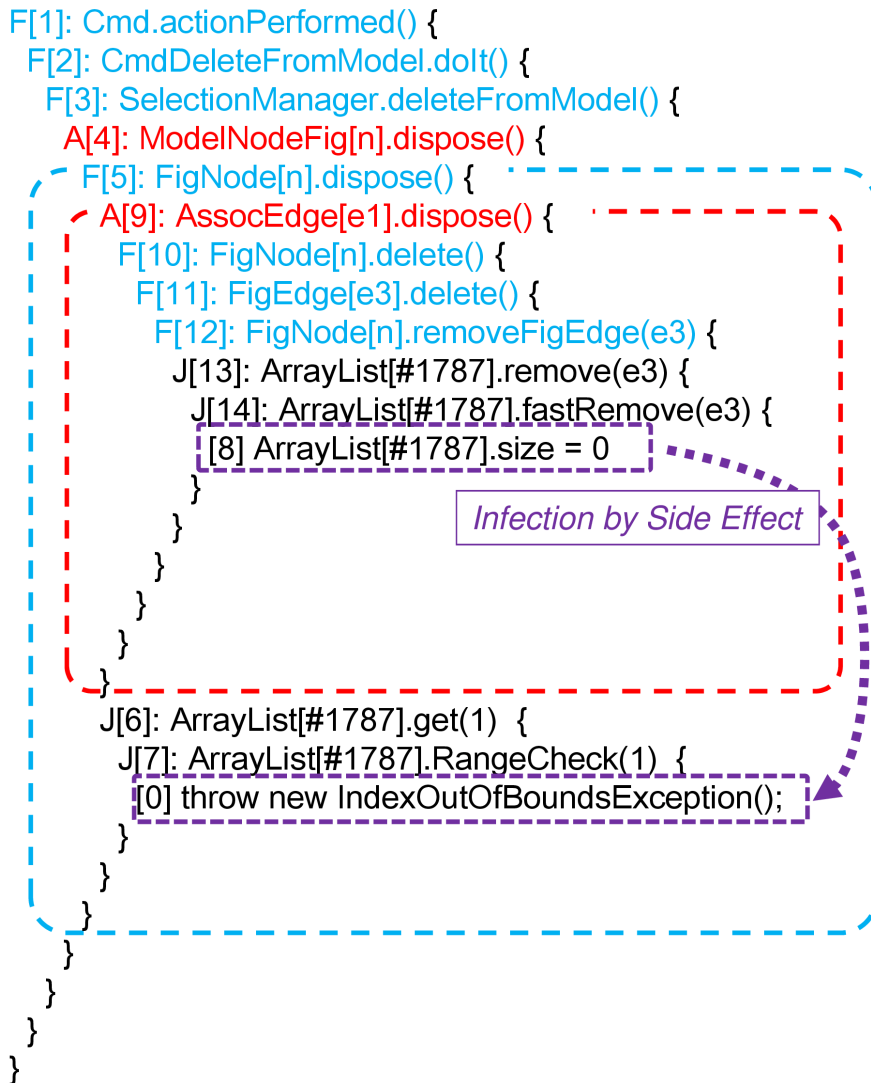 F[1]: Cmd.actionPerformed() {
F[2]: CmdDeleteFromModel.doIt() {
F[3]: SelectionManager.deleteFromModel() {
A[4]: ModelNodeFig[n].dispose() {
F[5]: FigNode[n].dispose() {
A[9]: AssocEdge[e1].dispose() {
F[10]: FigNode[n].delete() {
F[11]: FigEdge[e3].delete() {
F[12]: FigNode[n].removeFigEdge(e3) {
J[13]: ArrayList[#1787].remove(e3) {
J[14]: ArrayList[#1787].fastRemove(e3) {
[8] ArrayList[#1787].size = 0
}
Infection by Side Effect
}
}
}
}
}
J[6]: ArrayList[#1787].get(1) {
J[7]: ArrayList[#1787].RangeCheck(1) {
[0] throw new IndexOutOfBoundsException();
}
}
}
}
}
}
}